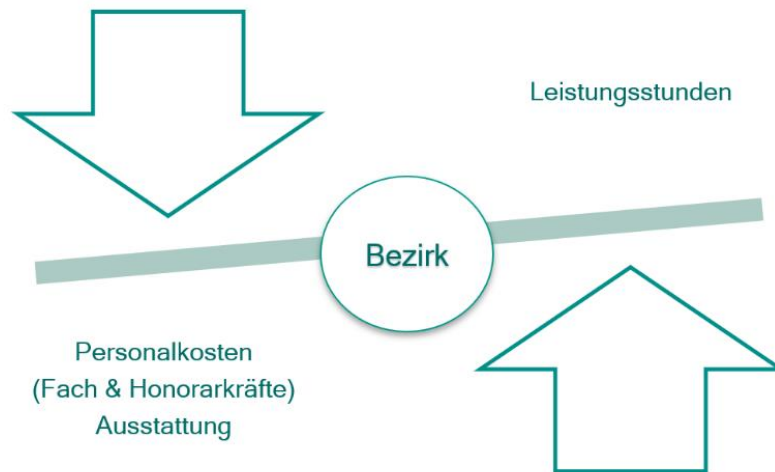 Leistungsstunden
Bezirk
Personalkosten
(Fach & Honorarkräfte)
Ausstattung